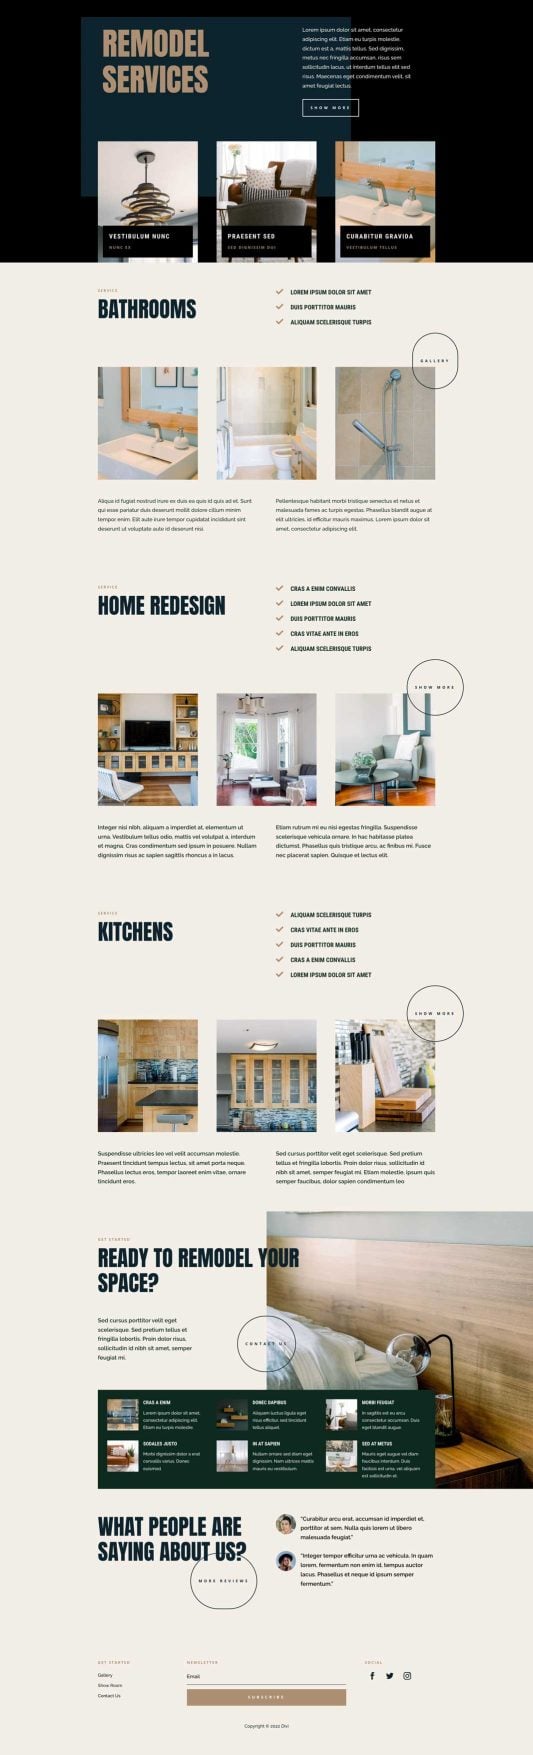 REMODEL
SERVICES
Lorem ipsum dolor sit amet, consectetur
adipiscing elit. Etiam eu turpis molestie,
dictum est a, mattis tellus. Sed dignissim,
metus nec fringilla accumsan, risus sem
sollicitudin lacus, ut interdum tellus elit sed
risus. Maecenas eget condimentum velit, sit
amet feugiat lectus.
SHOW MORE
VESTIBULUM NUNC
NUNC EX
PRAESENT SED
SED DIGNISSIM DUI
CURABITUR GRAVIDA
VESTIBULUM TELLUS
SERVICE
BATHROOMS
LOREM IPSUM DOLOR SIT AMET
DUIS PORTTITOR MAURIS
ALIQUAM SCELERISQUE TURPIS
GALLERY
Aliqua id fugiat nostrud irure ex duis ea quis id quis ad et. Sunt
qui esse pariatur duis deserunt mollit dolore cillum minim
tempor enim. Elit aute irure tempor cupidatat incididunt sint
deserunt ut voluptate aute id deserunt nisi.
Pellentesque habitant morbi tristique senectus et netus et
malesuada fames ac turpis egestas. Phasellus blandit augue at
elit ultricies, id efficitur mauris maximus. Lorem ipsum dolor sit
amet, consectetur adipiscing elit.
SERVICE
HOME REDESIGN
CRAS A ENIM CONVALLIS
LOREM IPSUM DOLOR SIT AMET
DUIS PORTTITOR MAURIS
CRAS VITAE ANTE IN EROS
ALIQUAM SCELERISQUE TURPIS
SHOW MORE
Integer nisi nibh, aliquam a imperdiet at, elementum ut
urna. Vestibulum tellus odio, mattis vel volutpat a, interdum
et magna. Cras condimentum sed ipsum in posuere. Nullam
dignissim risus ac sapien sagittis rhoncus a in lacus.
Etiam rutrum mi eu nisi egestas fringilla. Suspendisse
scelerisque vehicula ornare. In hac habitasse platea
dictumst. Phasellus quis tristique arcu, ac finibus mi. Fusce
nec placerat sapien. Quisque et lectus elit.
SERVICE
KITCHENS
ALIQUAM SCELERISQUE TURPIS
CRAS VITAE ANTE IN EROS
DUIS PORTTITOR MAURIS
CRAS A ENIM CONVALLIS
LOREM IPSUM DOLOR SIT AMET
SHOW MORE
Suspendisse ultricies leo vel velit accumsan molestie.
Praesent tincidunt tempus lectus, sit amet porta neque.
Phasellus lectus eros, tempor laoreet enim vitae, ornare
tincidunt eros.
Sed cursus porttitor velit eget scelerisque. Sed pretium
tellus et fringilla lobortis. Proin dolor risus, sollicitudin id
nibh sit amet, semper feugiat mi. Etiam molestie, ipsum quis
semper faucibus, dolor sapien condimentum leo
GET STARTED
READY TO REMODEL YOUR
SPACE?
Sed cursus porttitor velit eget
scelerisque. Sed pretium tellus et
fringilla lobortis. Proin dolor risus,
sollicitudin id nibh sit amet, semper
feugiat mi.
CONTACT US
CRAS A ENIM
Lorem ipsum dolor sit amet,
consectetur adipiscing elit.
Etiam eu turpis molestie.
DONEC DAPIBUS
Aliquam luctus ligula eget
risus efficitur, sed tincidunt
tellus aliquet.
MORBI FEUGIAT
In sagittis est eu arcu
consectetur accumsan. Duis
eget blandit augue.
SODALES JUSTO
Morbi dignissim dolor a erat
convallis varius. Donec
euismod.
IN AT SAPIEN
Nullam ornare sed diam eget
dignissim. Nam ultrices mattis
mauris eu vestibulum.
SED AT METUS
Mauris eget augue vel diam
faucibus interdum. Duis
facilisis est urna, vel aliquam
est sollicitudin et.
WHAT PEOPLE ARE
SAYING ABOUT US?
MORE REVIEWS
"Curabitur arcu erat, accumsan id imperdiet et,
porttitor at sem. Nulla quis lorem ut libero
malesuada feugiat."
"Integer tempor efficitur urna ac vehicula. In quam
lorem, fermentum non enim id, tempus auctor
lacus. Phasellus et neque id ipsum semper
fermentum."
GET STARTED
Gallery
Show Room
Contact Us
NEWSLETTER
Email
SUBSCRIBE
SOCIAL
Copyright © 2022 Divi